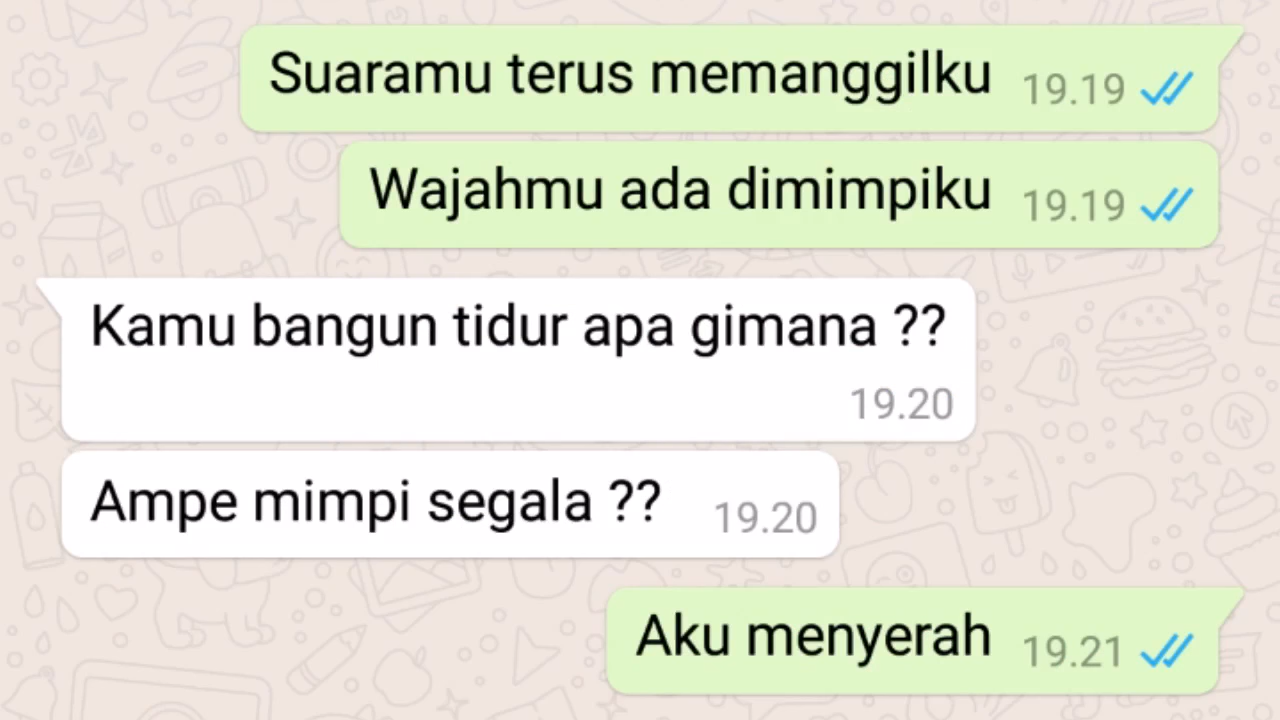 Suaramu terus memanggilku 19.19
Wajahmu ada dimimpiku 19.19
Kamu bangun tidur apa gimana ??
19.20
Ampe mimpi segala ?? 19.20
Aku menyerah 19.21